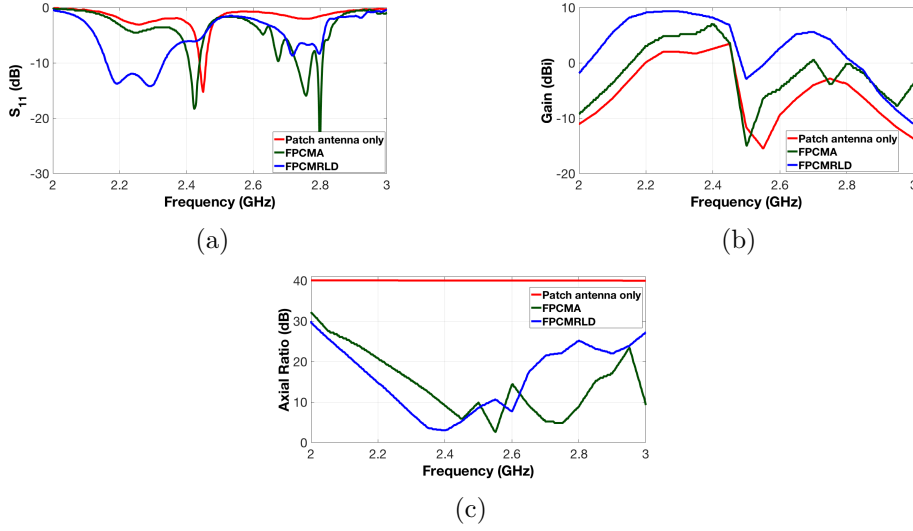 0
-10
-20
-30
S11 (dB)
Patch antenna only
FPCMA
FPCMRLD
2 2.2 2.4 2.6 2.8 3
Frequency (GHz)
(a)
10
0
-10
-20
Gain (dBi)
Patch antenna only
FPCMA
FPCMRLD
2 2.2 2.4 2.6 2.8 3
Frequency (GHz)
(b)
40
30
20
10
0
Axial Ratio (dB)
Patch antenna only
FPCMA
FPCMRLD
2 2.2 2.4 2.6 2.8 3
Frequency (GHz)
(c)